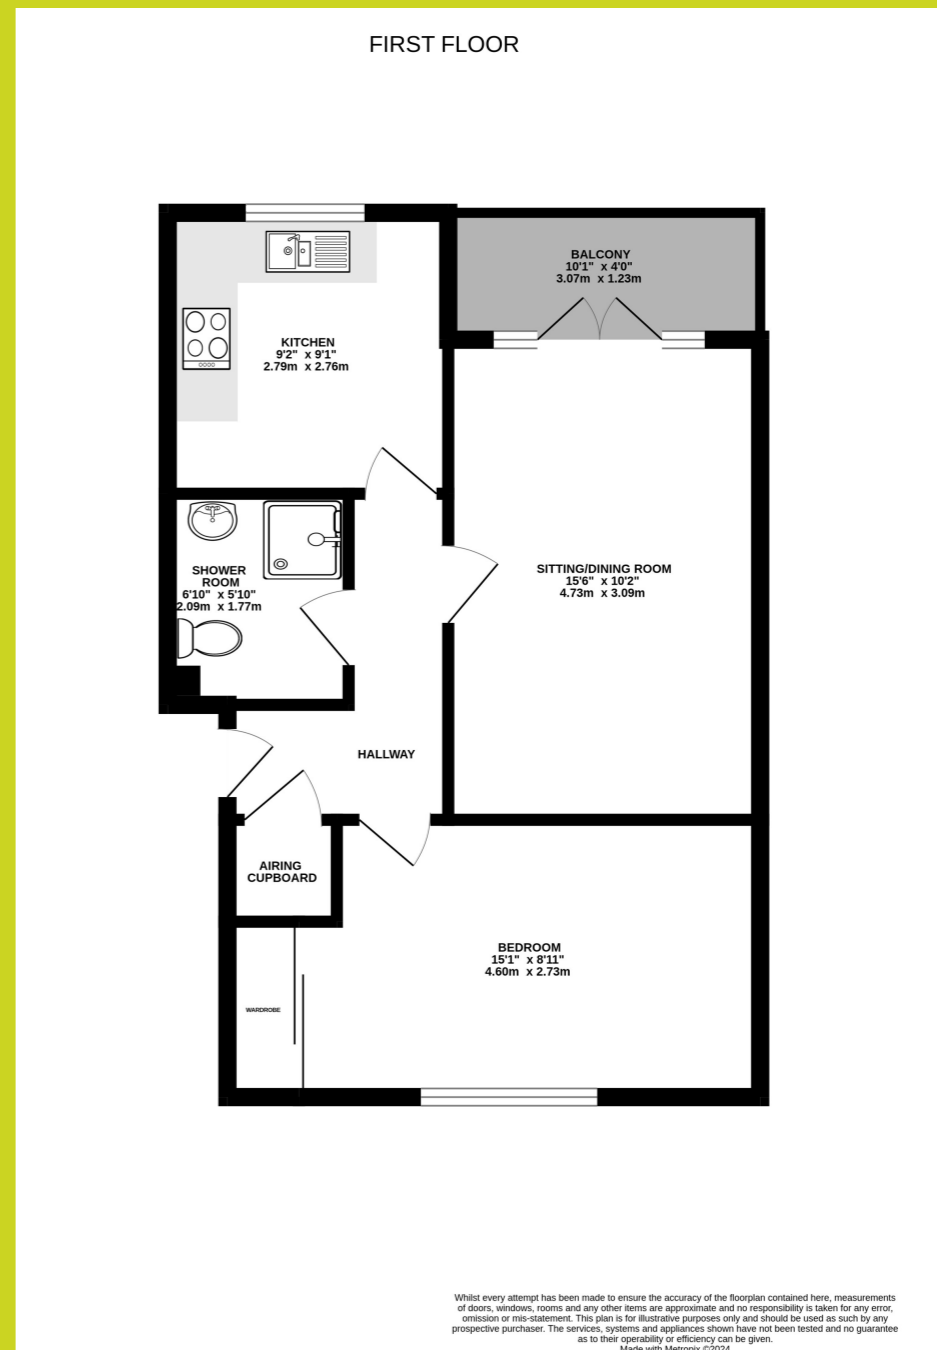 FIRST FLOOR
BALCONY
10'1" x 4'0"
3.07m x 1.23m
KITCHEN
9'2" x 9'1"
2.79m x 2.76m
SITTING/DINING ROOM
15'6" x 10'2"
4.73m x 3.09m
SHOWER
ROOM
6'10" x 5'10"
2.09m x 1.77m
HALLWAY
AIRING
CUPBOARD
BEDROOM
15'1" x 8'11"
4.60m x 2.73m
WARDROBE
Whilst every attempt has been made to ensure the accuracy of the floorplan contained here, measurements
of doors, windows, rooms and any other items are approximate and no responsibility is taken for any error,
omission or mis-statement. This plan is for illustrative purposes only and should be used as such by any
prospective purchaser. The services, systems and appliances shown have not been tested and no guarantee
as to their operability or efficiency can be given.
Made with Metropix ©2024